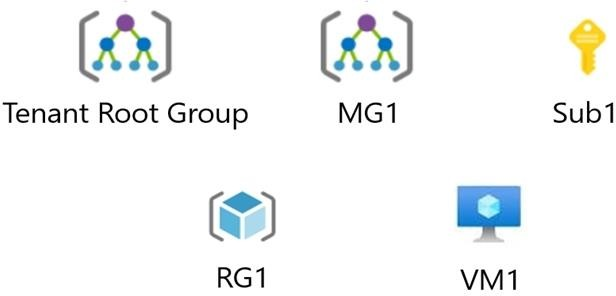 Tenant Root Group
MG1
Sub1
RG1
VM1